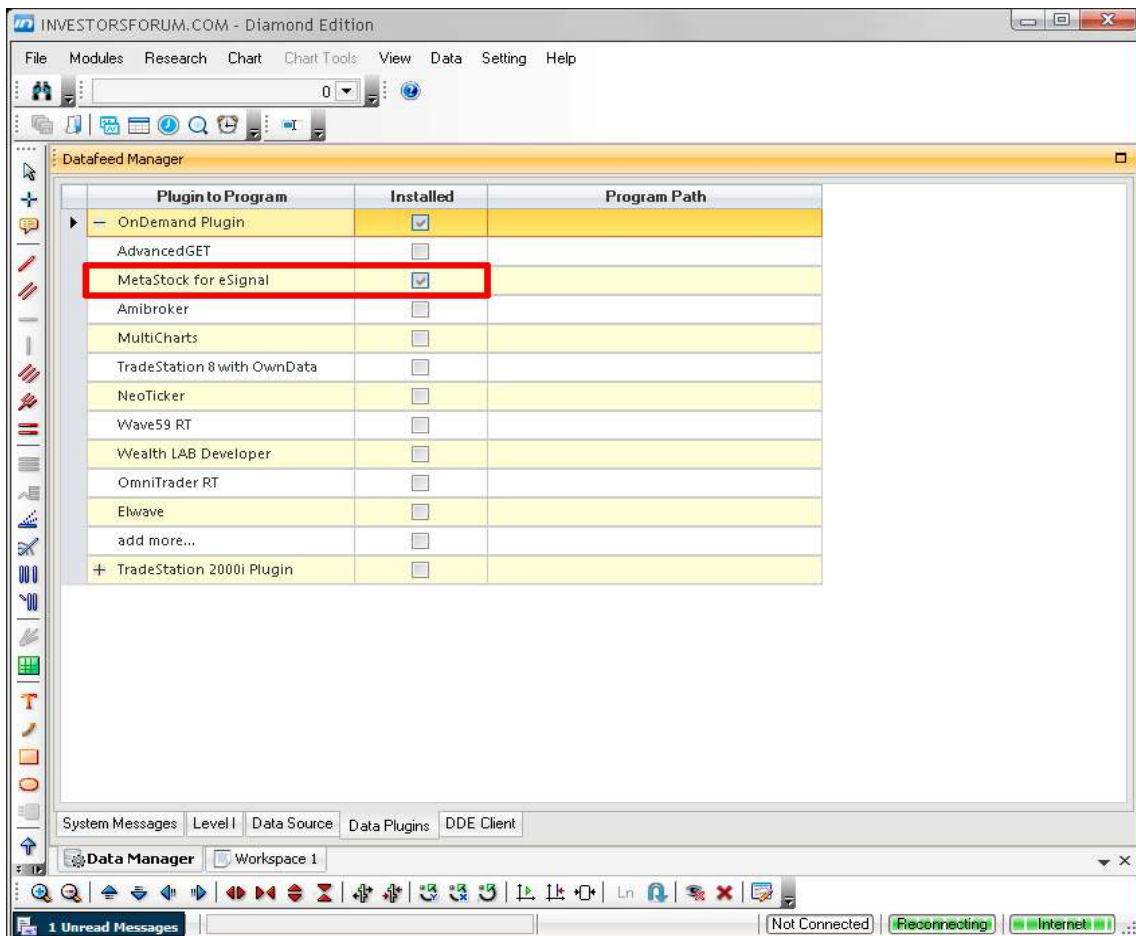 INVESTORSFORUM.COM - Diamond Edition
File Modules Research Chart Chart Tools View Data Setting Help
0
Datafeed Manager
Plugin to Program Installed Program Path
OnDemand Plugin
AdvancedGET
MetaStock for eSignal
Amibroker
MultiCharts
TradeStation 8 with OwnData
NeoTicker
Wave59 RT
Wealth LAB Developer
OmniTrader RT
Elwave
add more...
TradeStation 2000i Plugin
System Messages Level I Data Source Data Plugins DDE Client
Data Manager Workspace 1
Ln
1 Unread Messages Not Connected Reconnecting Internet